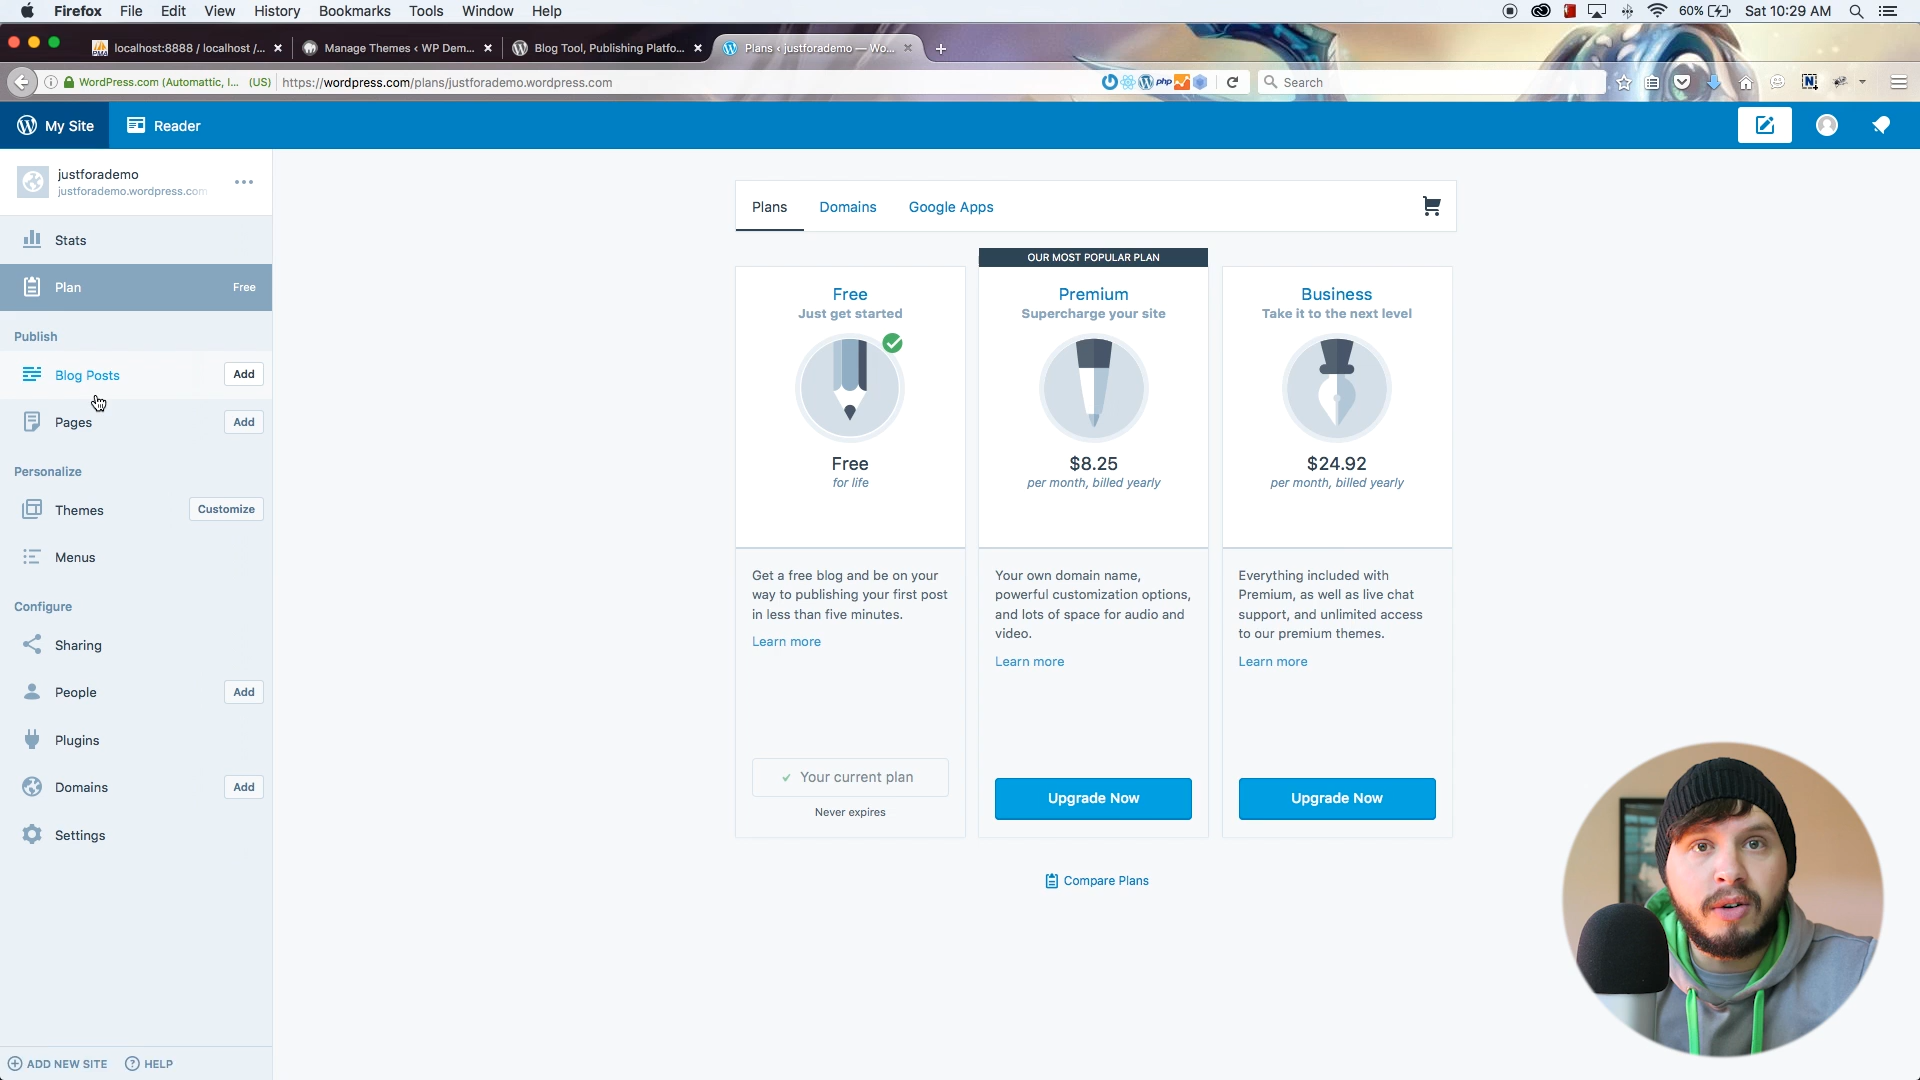 Firefox File Edit View History Bookmarks Tools Window Help
60% Sat 10:29 AM
localhost:8888 / localhost /...
Manage Themes ‹ WP Dem...
Blog Tool, Publishing Platfo...
Plans ‹ justforademo — Wo...
WordPress.com (Automattic, I... (US) https://wordpress.com/plans/justforademo.wordpress.com
php
Search
N
My Site
Reader
justforademo
justforademo.wordpress.com
Stats
Plan Free
Publish
Blog Posts Add
Pages Add
Personalize
Themes Customize
Menus
Configure
Sharing
People Add
Plugins
Domains Add
Settings
ADD NEW SITE HELP
Plans Domains Google Apps
Free
Just get started
Free
for life
Get a free blog and be on your
way to publishing your first post
in less than five minutes.
Learn more
Your current plan
Never expires
OUR MOST POPULAR PLAN
Premium
Supercharge your site
$8.25
per month, billed yearly
Your own domain name,
powerful customization options,
and lots of space for audio and
video.
Learn more
Upgrade Now
Business
Take it to the next level
$24.92
per month, billed yearly
Everything included with
Premium, as well as live chat
support, and unlimited access
to our premium themes.
Learn more
Upgrade Now
Compare Plans